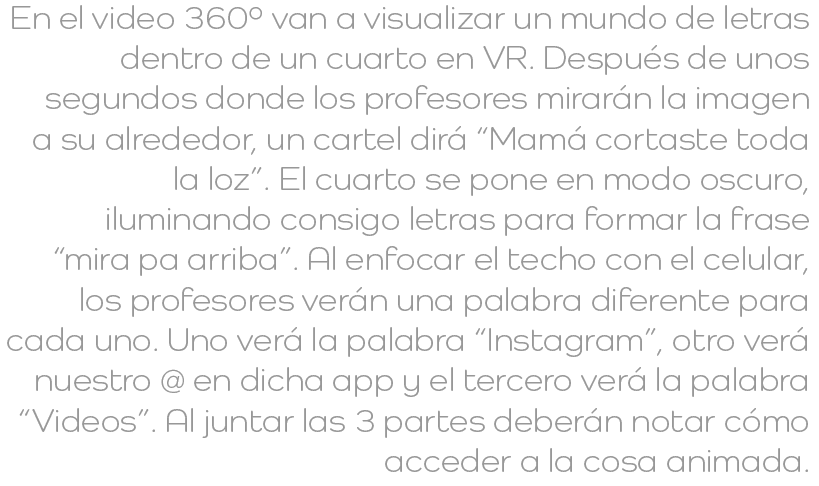 En el video 360º van a visualizar un mundo de letras
dentro de un cuarto en VR. Después de unos
segundos donde los profesores mirarán la imagen
a su alrededor, un cartel dirá “Mamá cortaste toda
la loz”. El cuarto se pone en modo oscuro,
iluminando consigo letras para formar la frase
“mira pa arriba”. Al enfocar el techo con el celular,
los profesores verán una palabra diferente para
cada uno. Uno verá la palabra “Instagram”, otro verá
nuestro @ en dicha app y el tercero verá la palabra
“Videos”. Al juntar las 3 partes deberán notar cómo
acceder a la cosa animada.